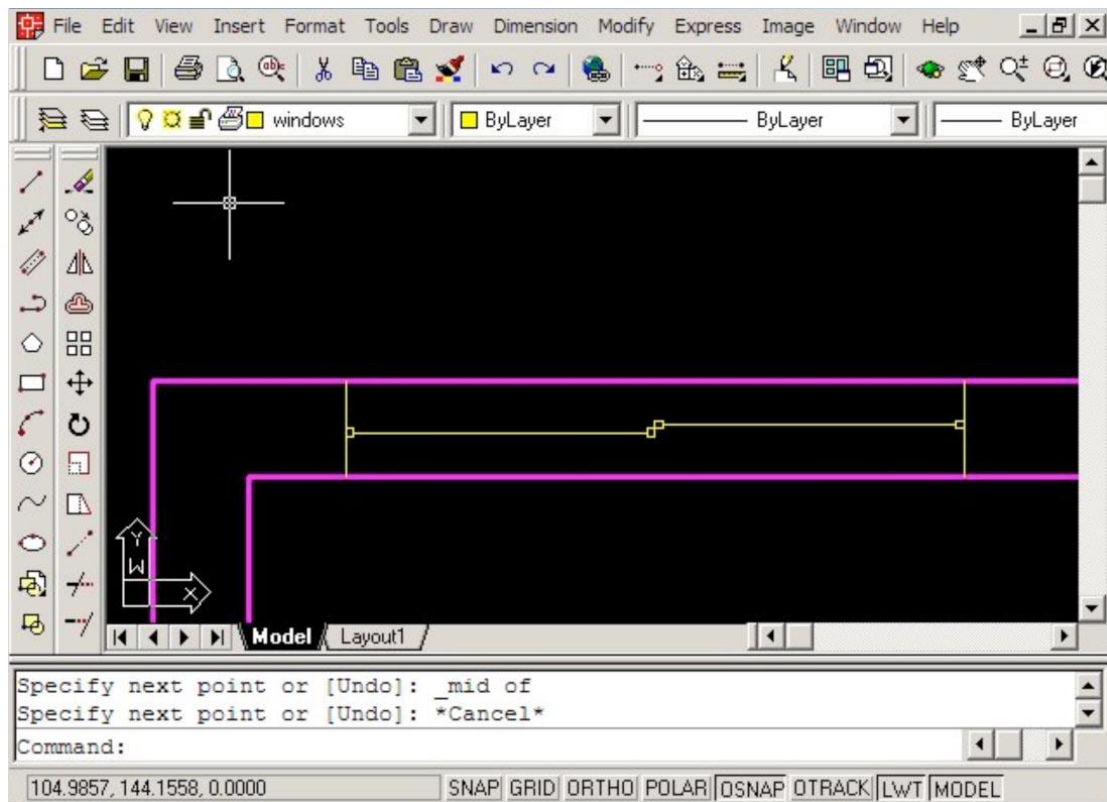 File Edit View Insert Format Tools Draw Dimension Modify Express Image Window Help
windows ByLayer ByLayer ByLayer
Y
W
X
Model Layout1
Specify next point or [Undo]: _mid of
Specify next point or [Undo]: *Cancel*
Command:
104.9857, 144.1558, 0.0000 SNAP GRID ORTHO POLAR OSNAP OTRACK LWT MODEL